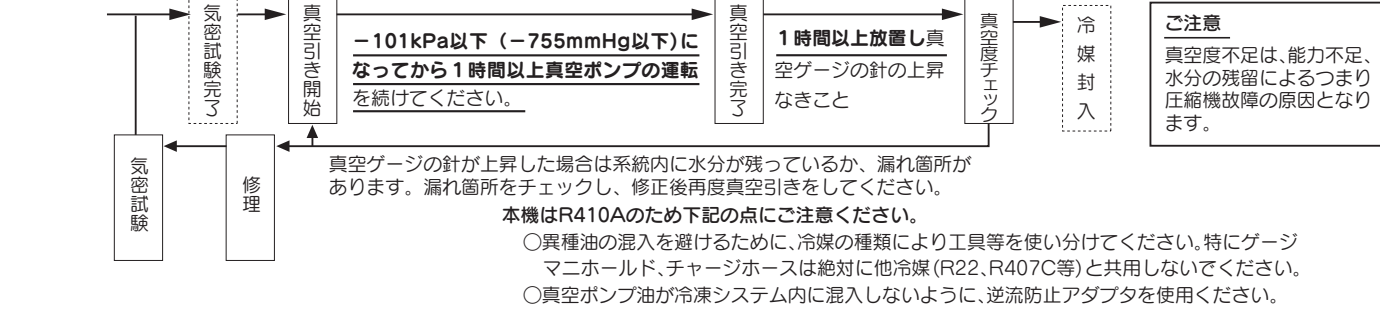 気密試験完了
真空引き開始
−101kPa以下（−755mmHg以下）に
なってから１時間以上真空ポンプの運転
を続けてください。
真空引き完了
１時間以上放置し真
空ゲージの針の上昇
なきこと
真空度チェック
冷媒封入
ご注意
真空度不足は、能力不足、
水分の残留によるつまり
圧縮機故障の原因となり
ます。
気密試験
修理
真空ゲージの針が上昇した場合は系統内に水分が残っているか、漏れ箇所が
あります。漏れ箇所をチェックし、修正後再度真空引きをしてください。
本機はR410Aのため下記の点にご注意ください。
○異種油の混入を避けるために、冷媒の種類により工具等を使い分けてください。特にゲージ
マニホールド、チャージホースは絶対に他冷媒（R22、R407C等）と共用しないでください。
○真空ポンプ油が冷凍システム内に混入しないように、逆流防止アダプタを使用ください。